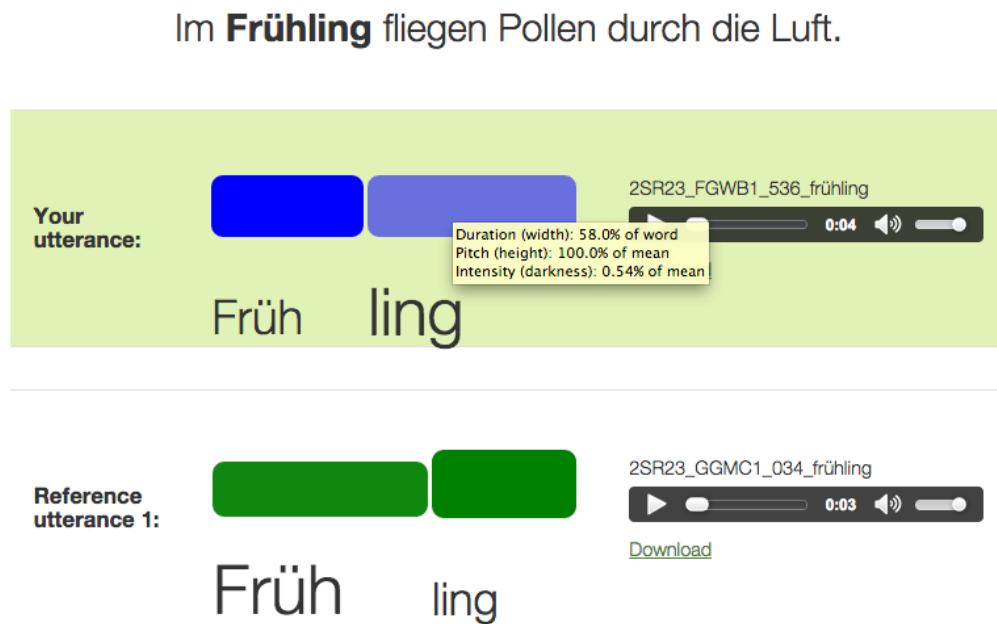 Im Frühling fliegen Pollen durch die Luft.
Your
utterance:
Früh ling
2SR23_FGWB1_536_frühling
0:04
Duration (width): 58.0% of word
Pitch (height): 100.0% of mean
Intensity (darkness): 0.54% of mean
Reference
utterance 1:
Früh ling
2SR23_GGMC1_034_frühling
0:03
Download